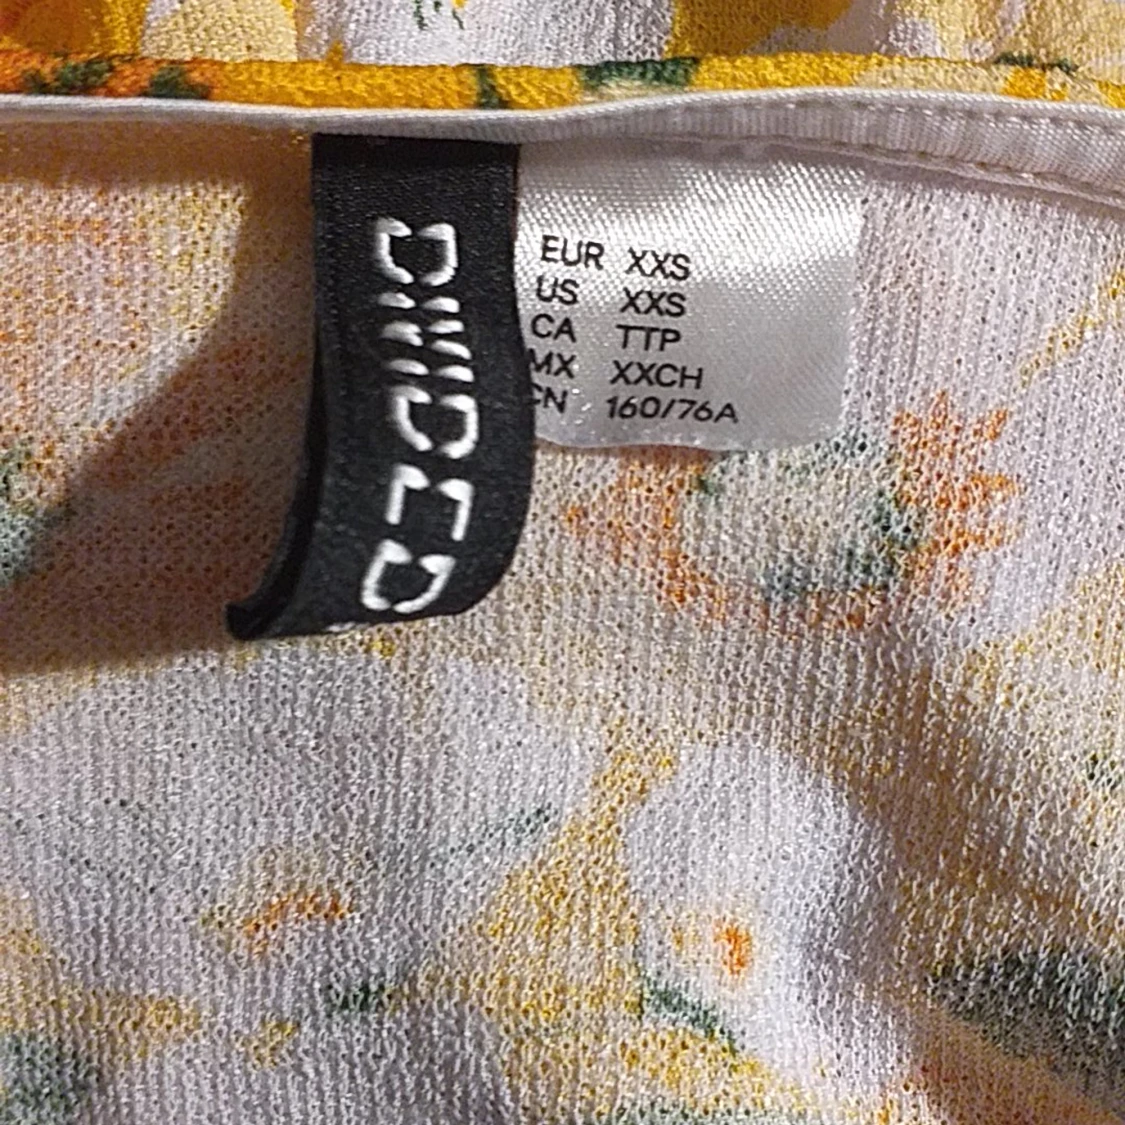 DIVIDED
EUR XXS
US XXS
CA TTP
MX XXCH
CN 160/76A